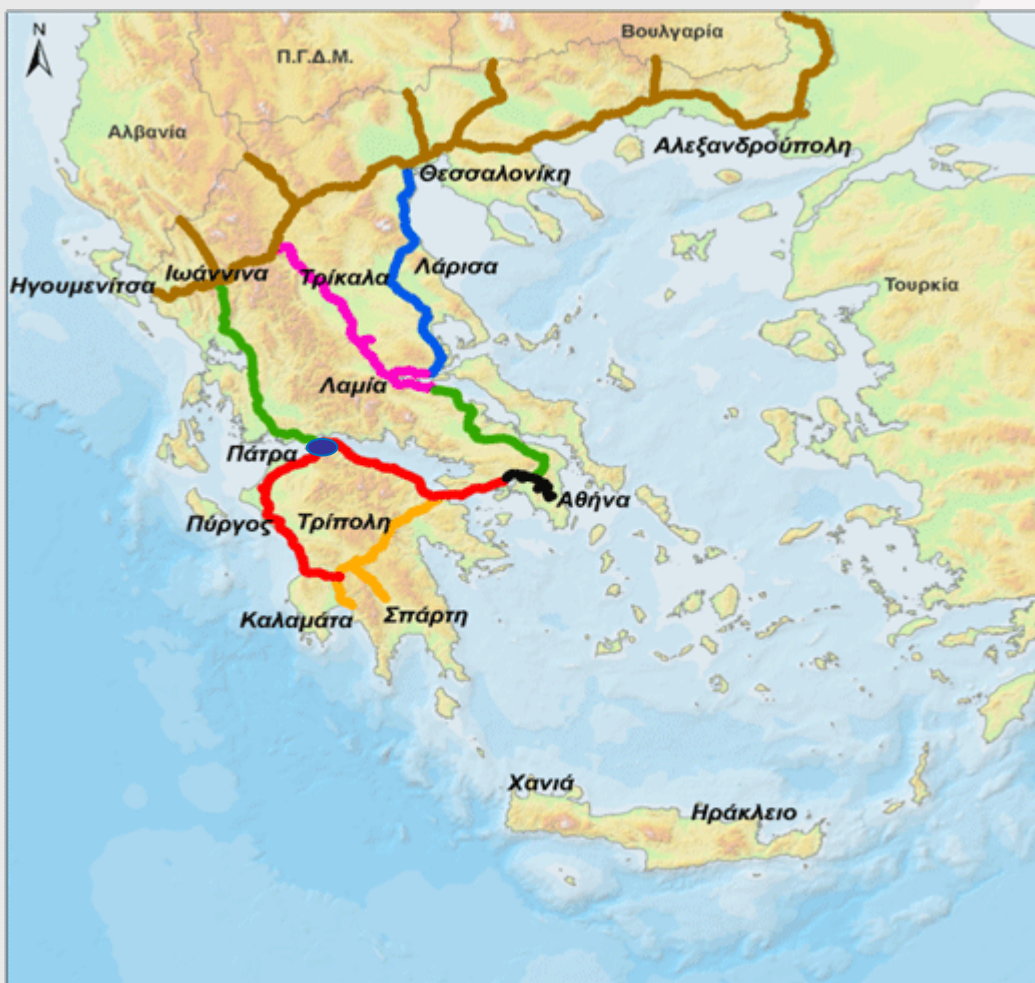 N
Βουλγαρία
Π.Γ.Δ.Μ.
Αλβανία
Αλεξανδρούπολη
Θεσσαλονίκη
Ηγουμενίτσα
Ιωάννινα
Τρίκαλα
Λάρισα
Τουρκία
Λαμία
Πάτρα
Αθήνα
Πύργος
Τρίπολη
Καλαμάτα
Σπάρτη
Χανιά
Ηράκλειο